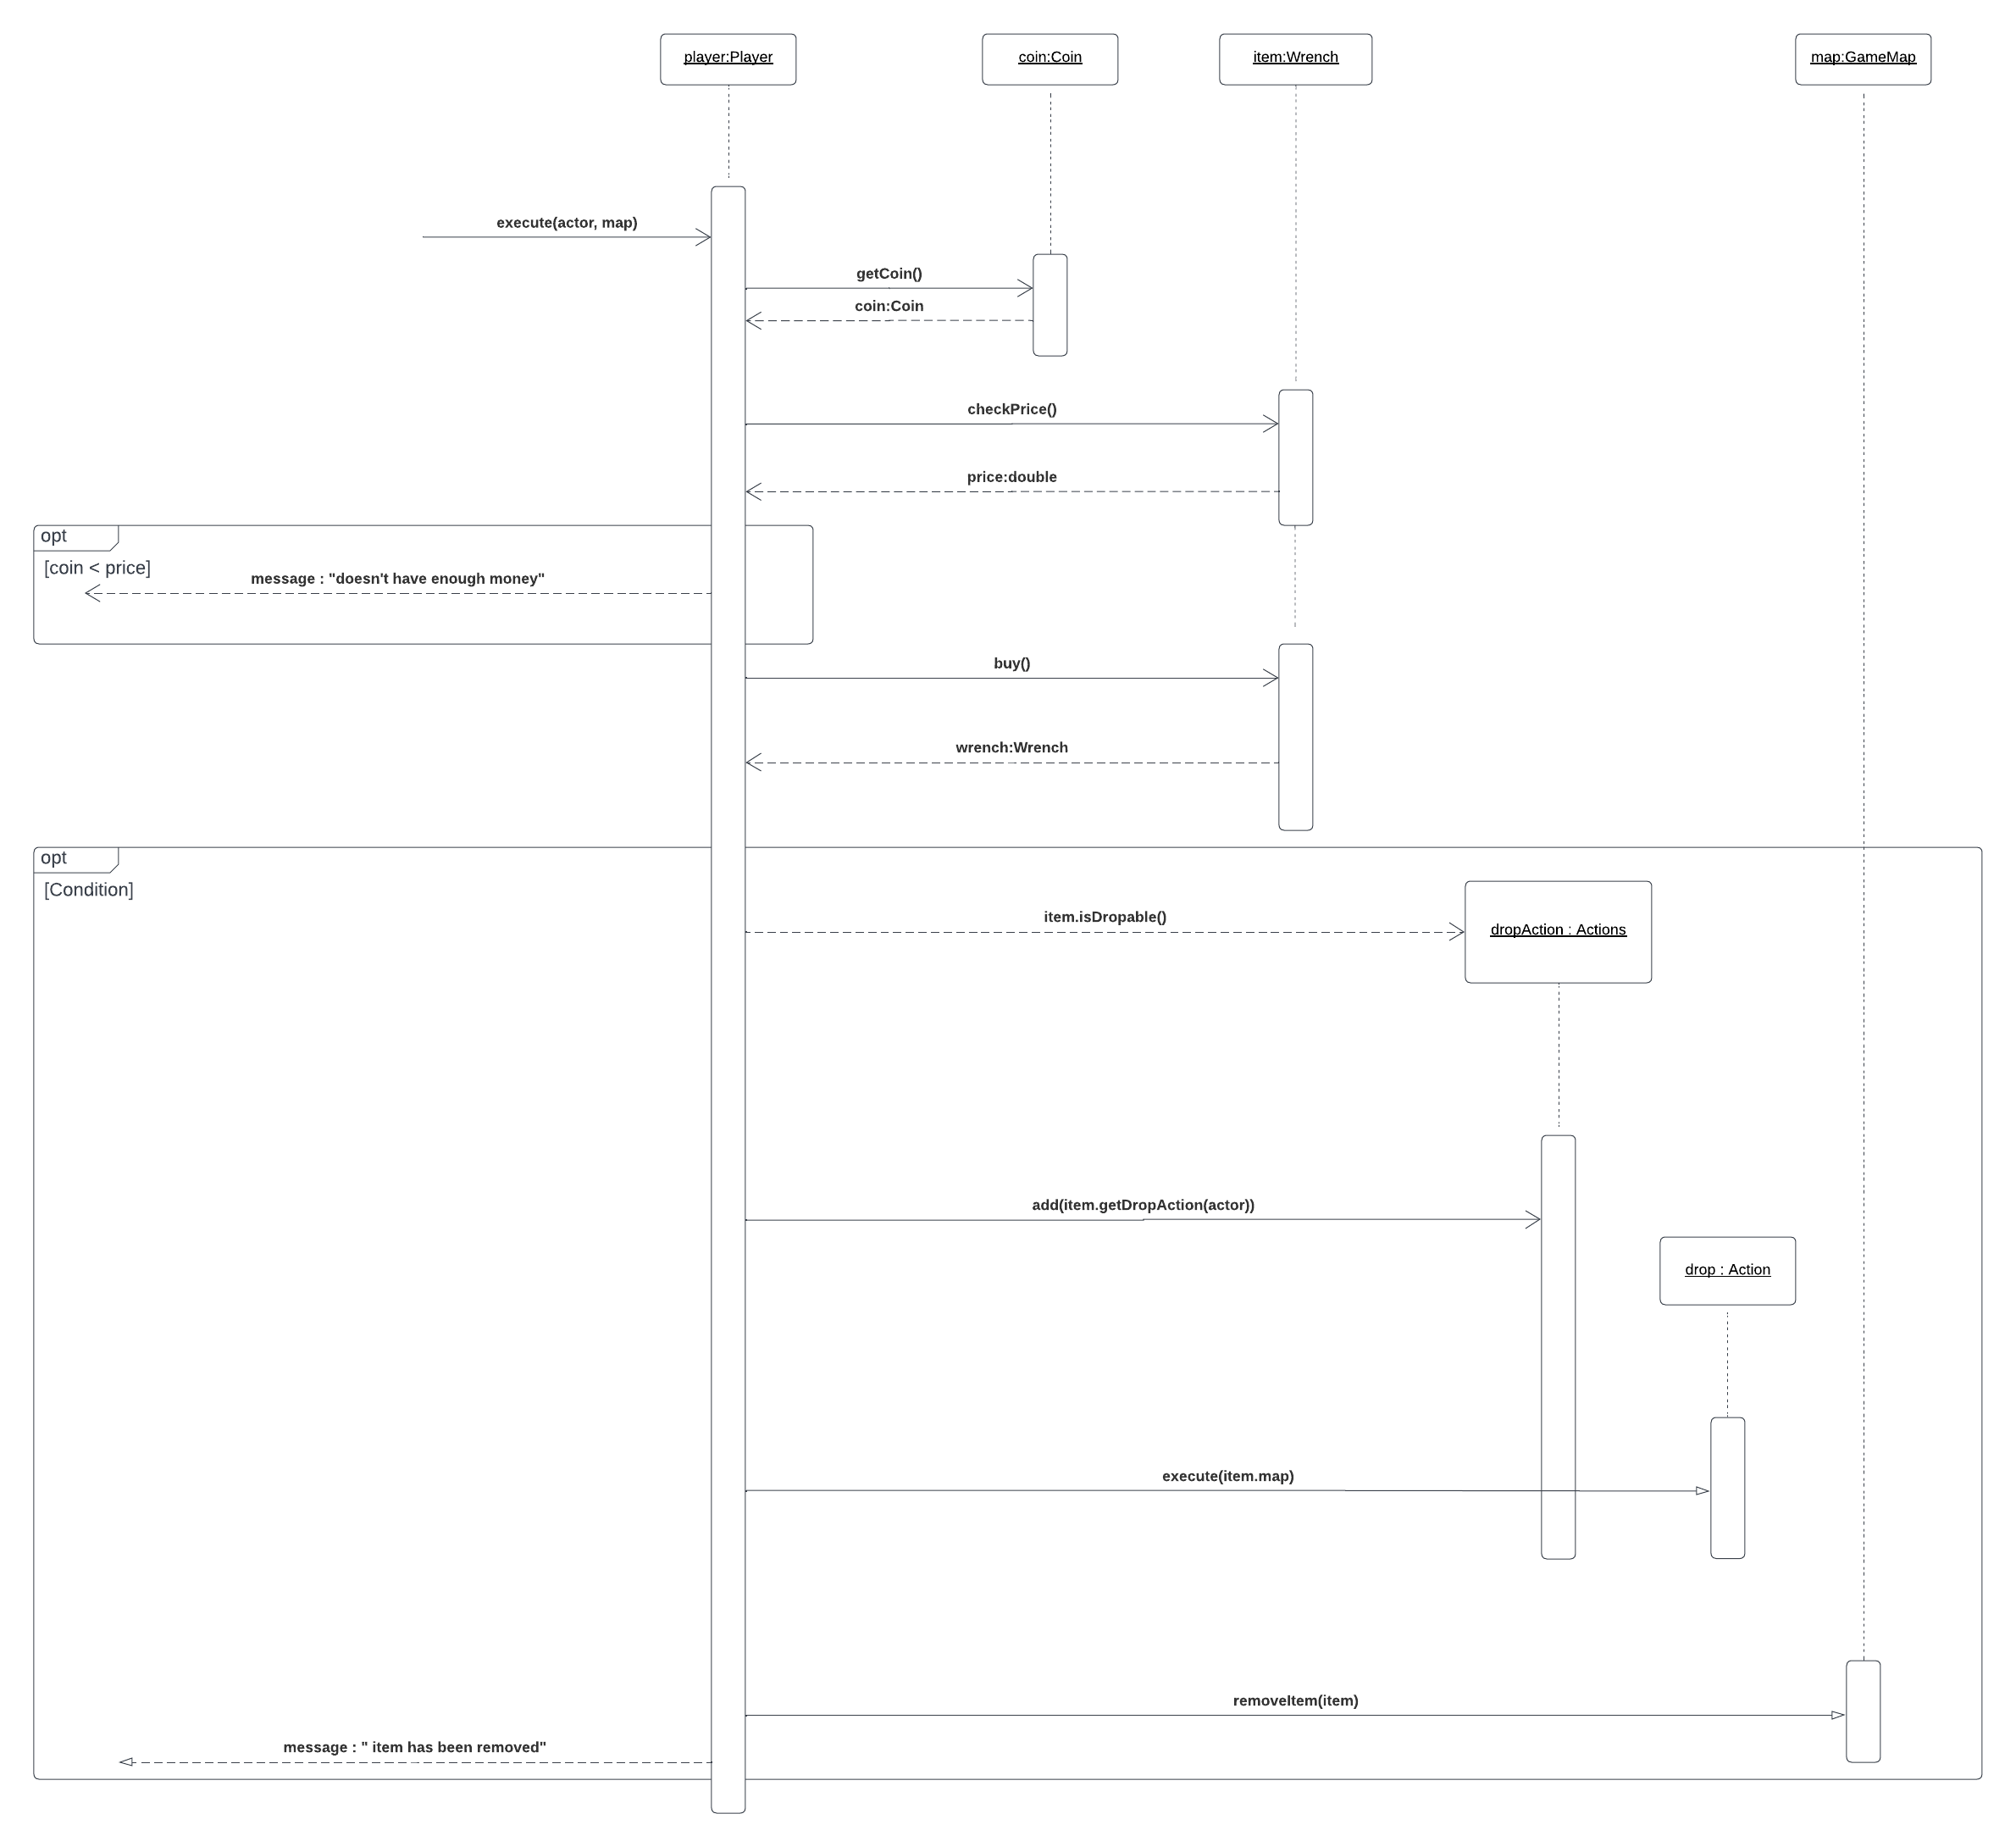 player:Player
coin:Coin
item:Wrench
map:GameMap
execute(actor, map)
getCoin()
coin:Coin
checkPrice()
price:double
opt
[coin < price]
message : "doesn't have enough money"
buy()
wrench:Wrench
opt
[Condition]
item.isDropable()
dropAction : Actions
add(item.getDropAction(actor))
drop : Action
execute(item.map)
removeItem(item)
message : " item has been removed"